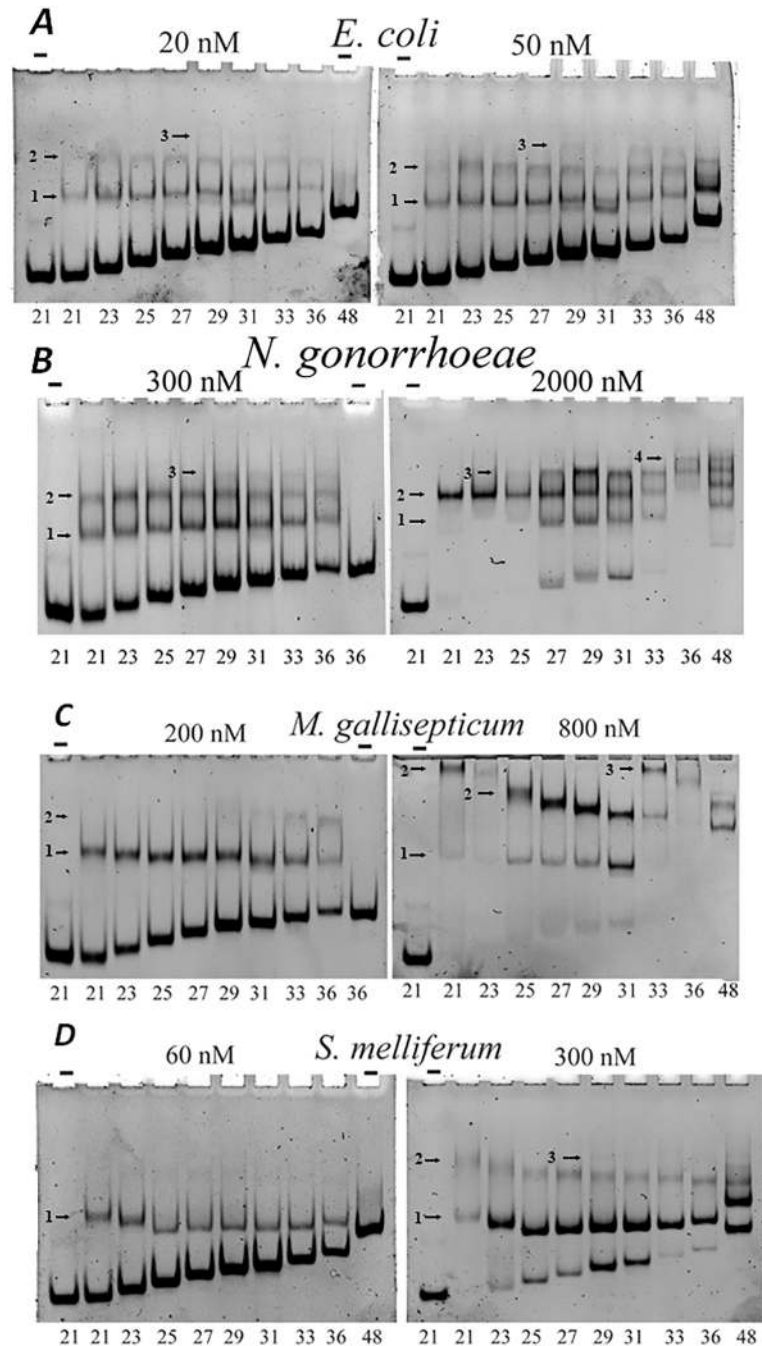 A E. coli
20 nM 50 nM
– – –
3→ 3→
2→ 2→
1→ 1→
21 21 23 25 27 29 31 33 36 48 21 21 23 25 27 29 31 33 36 48
B N. gonorrhoeae
300 nM 2000 nM
– – –
4→
3→ 3→
2→ 2→
1→ 1→
21 21 23 25 27 29 31 33 36 36 21 21 23 25 27 29 31 33 36 48
C M. gallisepticum
200 nM 800 nM
– – –
2→ 3→
2→ 2→
1→ 1→
21 21 23 25 27 29 31 33 36 36 21 21 23 25 27 29 31 33 36 48
D S. melliferum
60 nM 300 nM
– – –
2→ 3→
1→ 1→
21 21 23 25 27 29 31 33 36 48 21 21 23 25 27 29 31 33 36 48